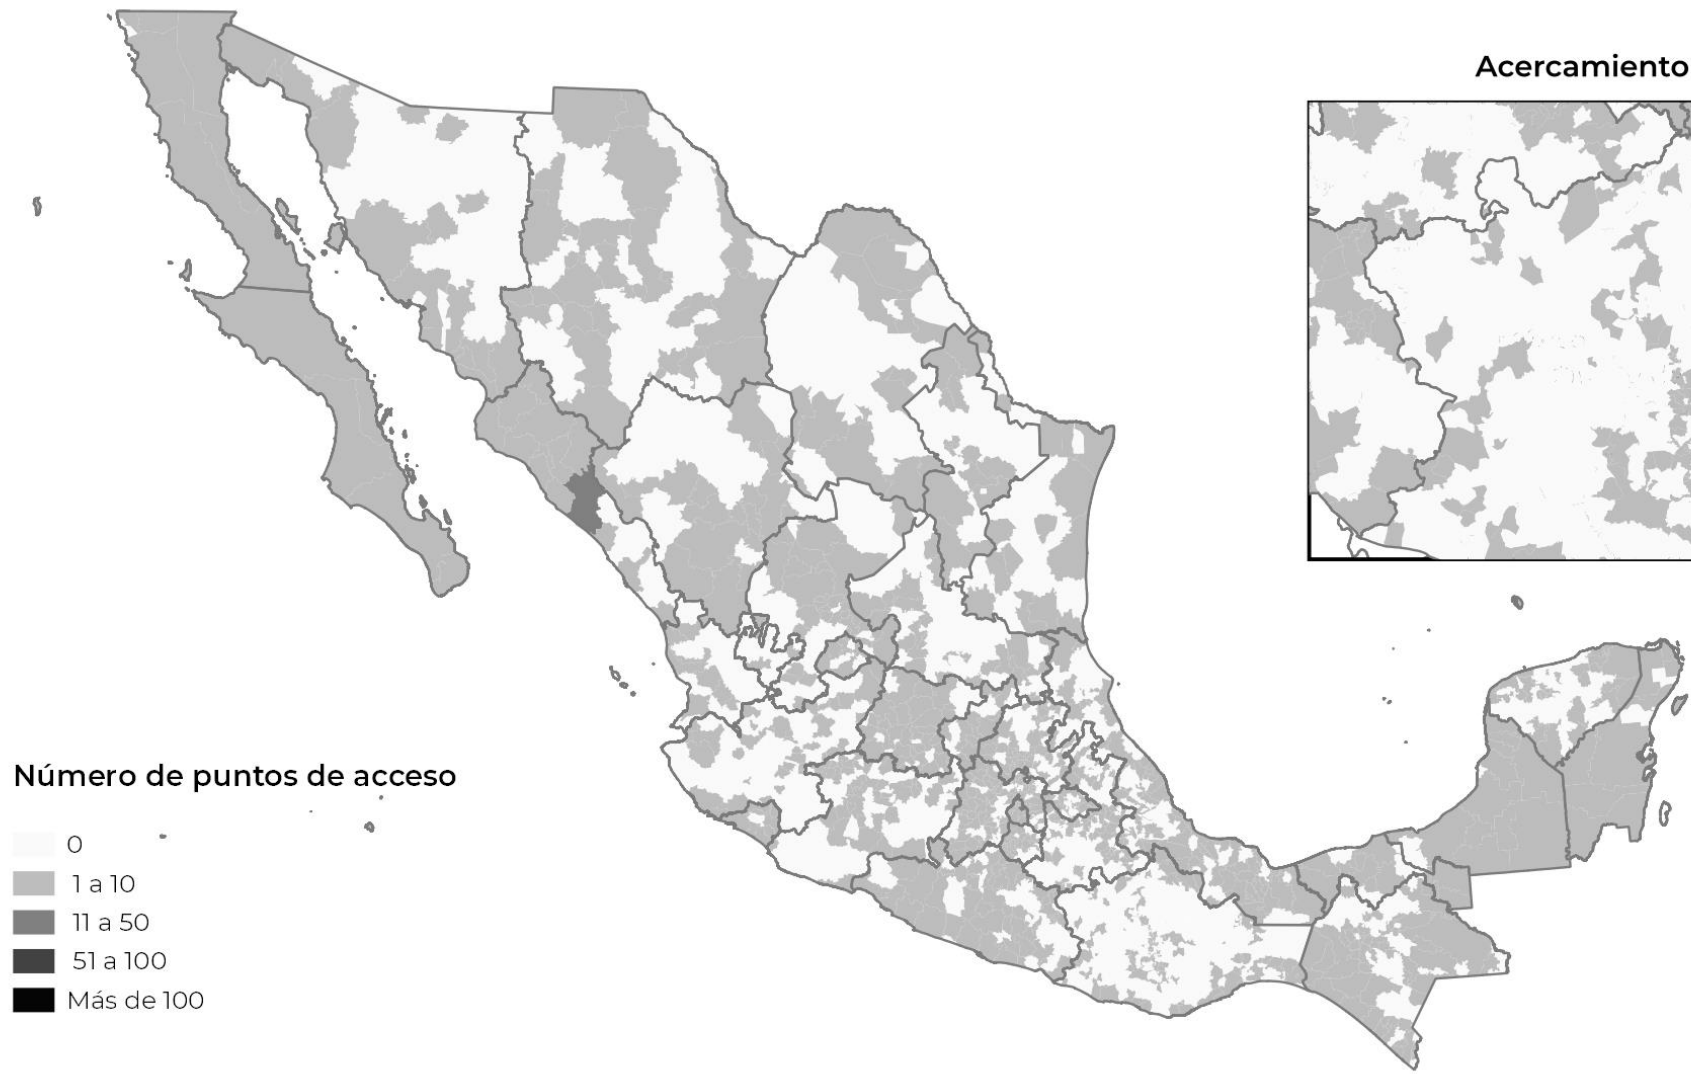 Acercamiento
Número de puntos de acceso
0
1 a 10
11 a 50
51 a 100
Más de 100